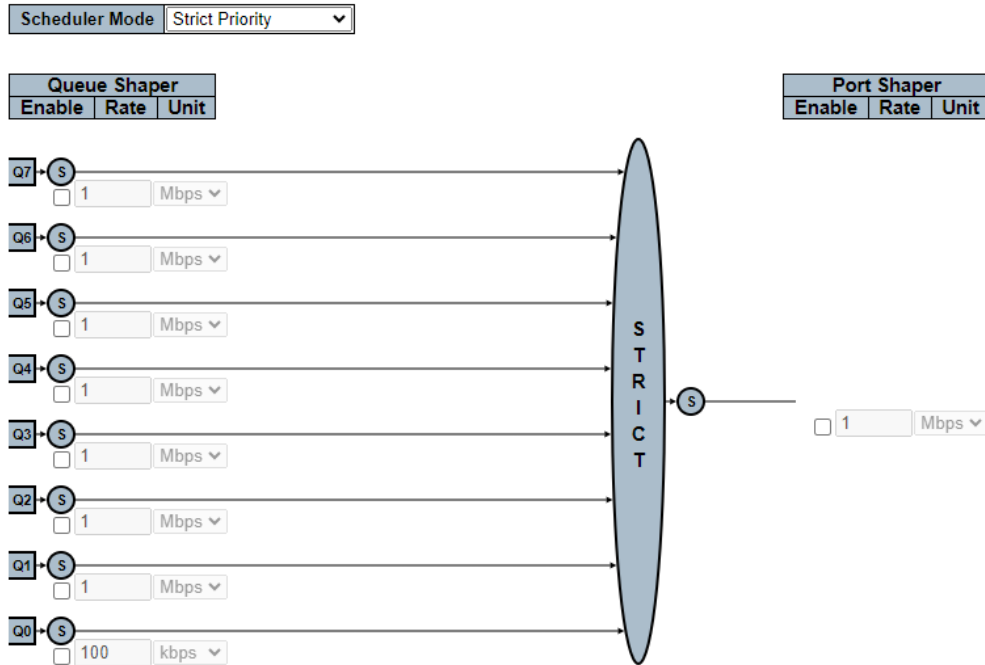 Scheduler Mode Strict Priority
Queue Shaper
Enable Rate Unit
Port Shaper
Enable Rate Unit
Q7 S
1 Mbps
Q6 S
1 Mbps
Q5 S
1 Mbps
Q4 S
1 Mbps
Q3 S
1 Mbps
Q2 S
1 Mbps
Q1 S
1 Mbps
Q0 S
100 kbps
S
T
R
I
C
T
S
1 Mbps